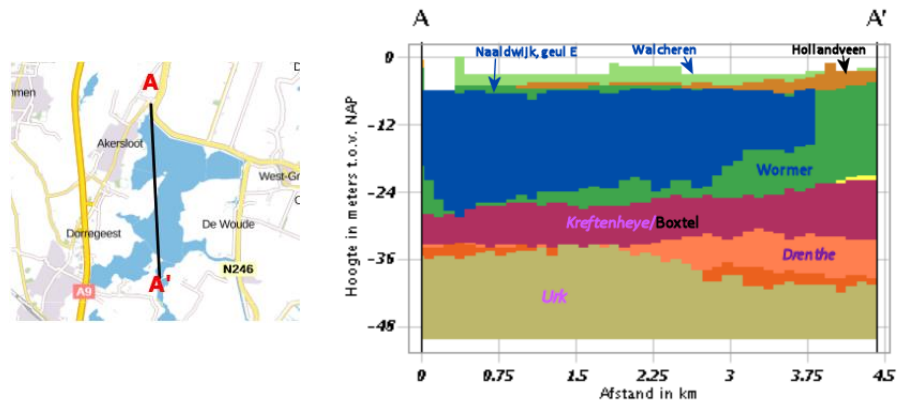 mmen
A
Akersloot
West-Gr
Dorregeest
De Woude
A'
N246
A9
A
A'
Naaldwijk, geul E
Walcheren
Hollandveen
Hoogte in meters t.o.v. NAP
0
-12
-24
-36
-48
Wormer
Kreftenheye/Boxtel
Drenthe
Urk
0
0.75
1.5
2.25
3
3.75
4.5
Afstand in km